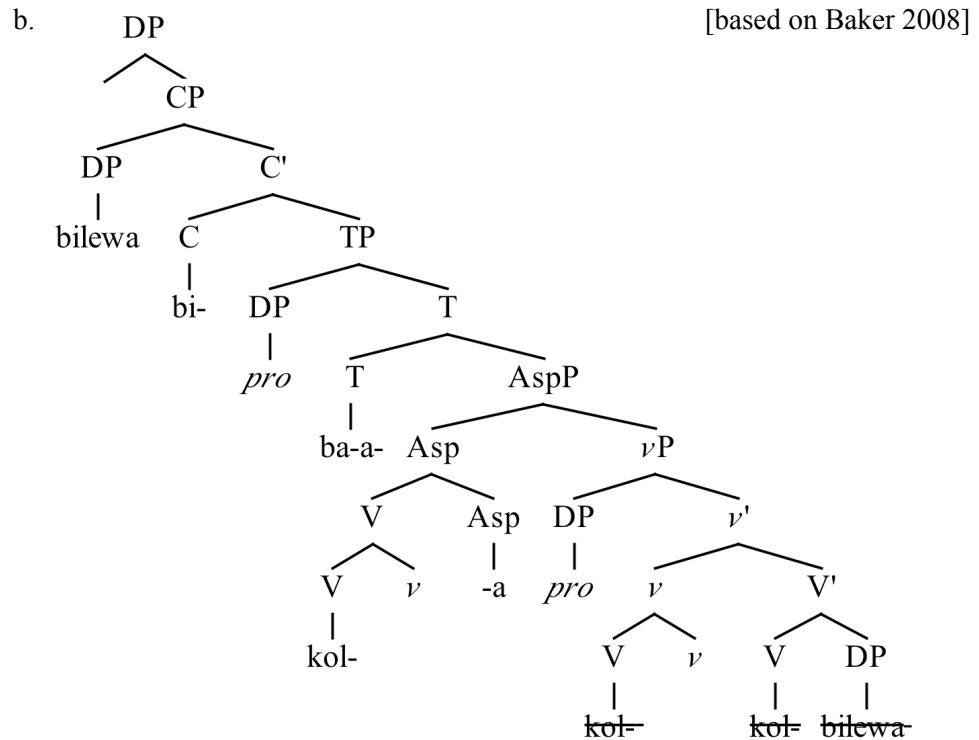 b. DP [based on Baker 2008]
CP
DP C'
bilewa C TP
bi- DP T
pro T AspP
ba-a- Asp vP
V Asp DP v'
V v -a pro v V'
kol- V v V DP
kol- kol- bilewa-